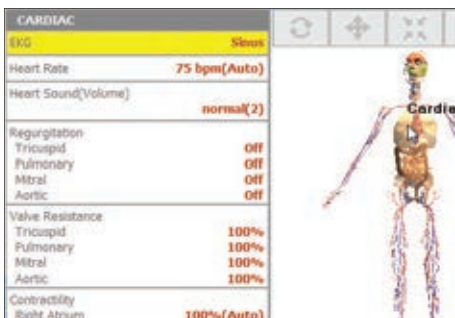 CARDIAC
EKG Sinus
Heart Rate 75 bpm(Auto)
Heart Sound(Volume)
normal(2)
Regurgitation
Tricuspid Off
Pulmonary Off
Mitral Off
Aortic Off
Valve Resistance
Tricuspid 100%
Pulmonary 100%
Mitral 100%
Aortic 100%
Contractility
Right Atrium 100%(Auto)
Cardia